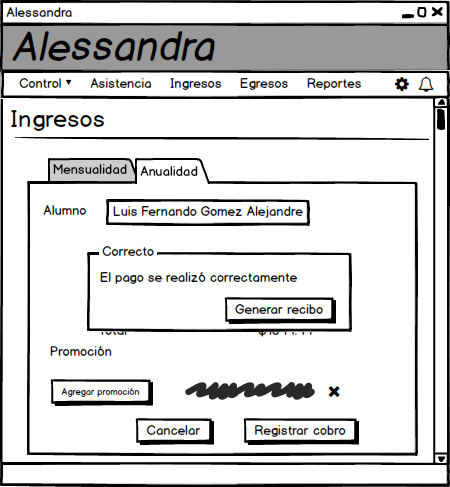 Alessandra
Alessandra
Control Asistencia Ingresos Egresos Reportes
Ingresos
Mensualidad Anualidad
Alumno Luis Fernando Gomez Alejandre
Correcto
El pago se realizó correctamente
Generar recibo
Total
Promoción
Agregar promoción
Cancelar Registrar cobro